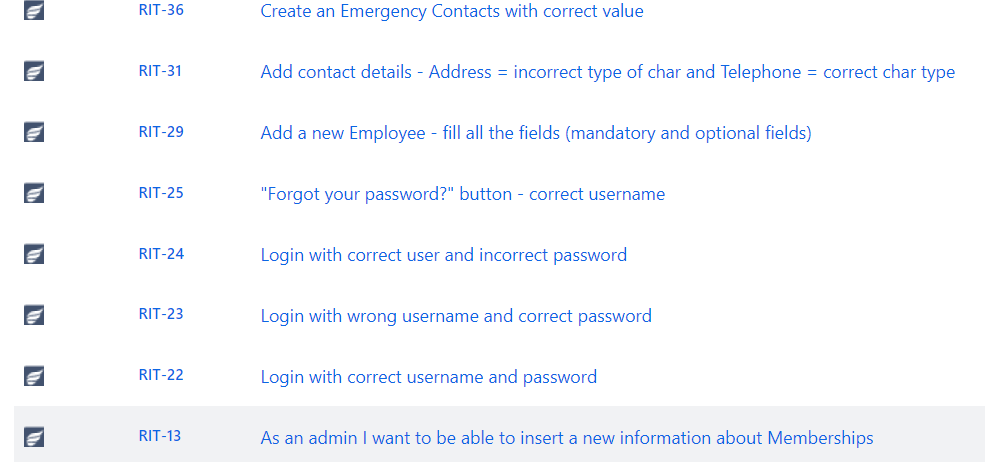 RIT-36 Create an Emergency Contacts with correct value
RIT-31 Add contact details - Address = incorrect type of char and Telephone = correct char type
RIT-29 Add a new Employee - fill all the fields (mandatory and optional fields)
RIT-25 "Forgot your password?" button - correct username
RIT-24 Login with correct user and incorrect password
RIT-23 Login with wrong username and correct password
RIT-22 Login with correct username and password
RIT-13 As an admin I want to be able to insert a new information about Memberships